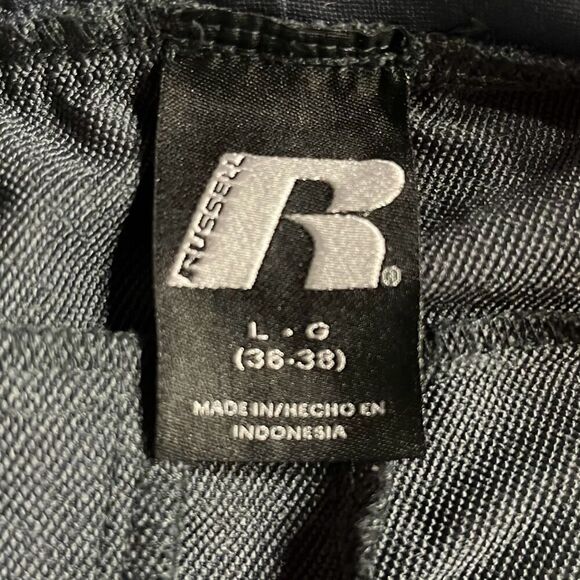 RUSSELL
R®
L • G
(36-38)
MADE IN/HECHO EN
INDONESIA